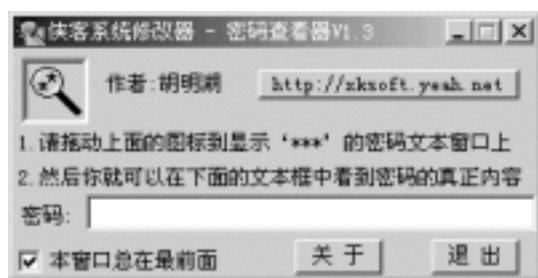 侠客系统修改器 - 密码查看器V1.3
作者:胡明湖
http://xksoft.yeah.net
1.请拖动上面的图标到显示‘***’的密码文本窗口上
2.然后你就可以在下面的文本框中看到密码的真正内容
密码:
本窗口总在最前面
关于
退出